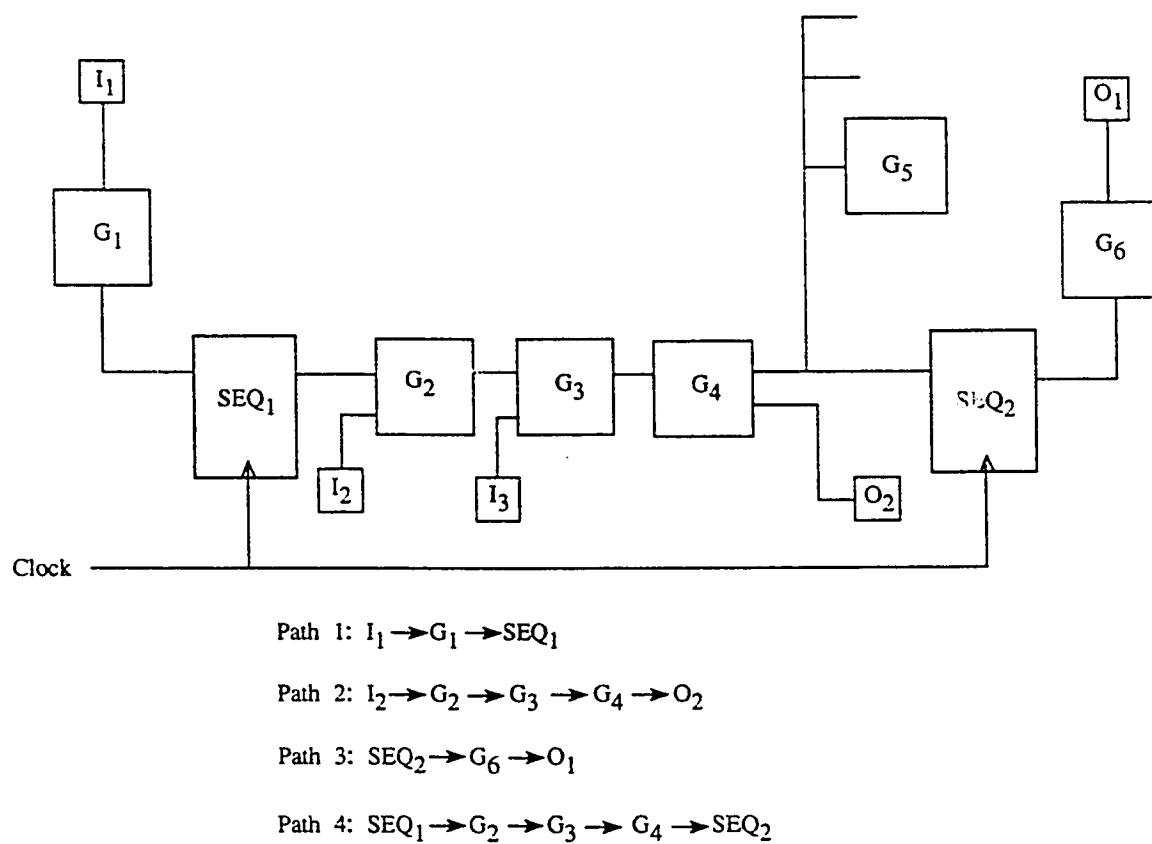 I₁
O₁
G₅
G₁
G₆
SEQ₁
G₂
G₃
G₄
SEQ₂
I₂
I₃
O₂
Clock
Path 1: I₁→G₁→SEQ₁
Path 2: I₂→G₂→G₃→G₄→O₂
Path 3: SEQ₂→G₆→O₁
Path 4: SEQ₁→G₂→G₃→G₄→SEQ₂